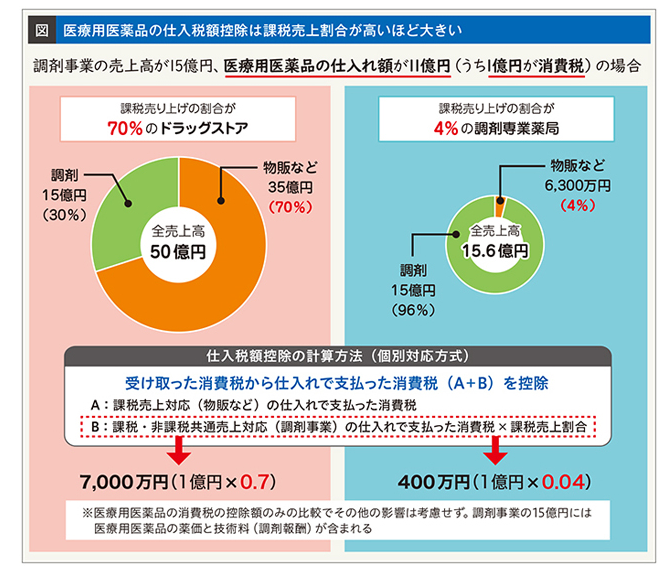 図 医療用医薬品の仕入税額控除は課税売上割合が高いほど大きい
調剤事業の売上高が15億円、医療用医薬品の仕入れ額が11億円(うち1億円が消費税)の場合
課税売り上げの割合が
70%のドラッグストア
調剤
15億円
(30%)
物販など
35億円
(70%)
全売上高
50億円
課税売り上げの割合が
4%の調剤専業薬局
物販など
6,300万円
(4%)
全売上高
15.6億円
調剤
15億円
(96%)
仕入税額控除の計算方法(個別対応方式)
受け取った消費税から仕入れで支払った消費税(A+B)を控除
A:課税売上対応(物販など)の仕入れで支払った消費税
B:課税・非課税共通売上対応(調剤事業)の仕入れで支払った消費税×課税売上割合
7,000万円(1億円×0.7)
400万円(1億円×0.04)
※医療用医薬品の消費税の控除額のみの比較でその他の影響は考慮せず。調剤事業の15億円には
医療用医薬品の薬価と技術料(調剤報酬)が含まれる